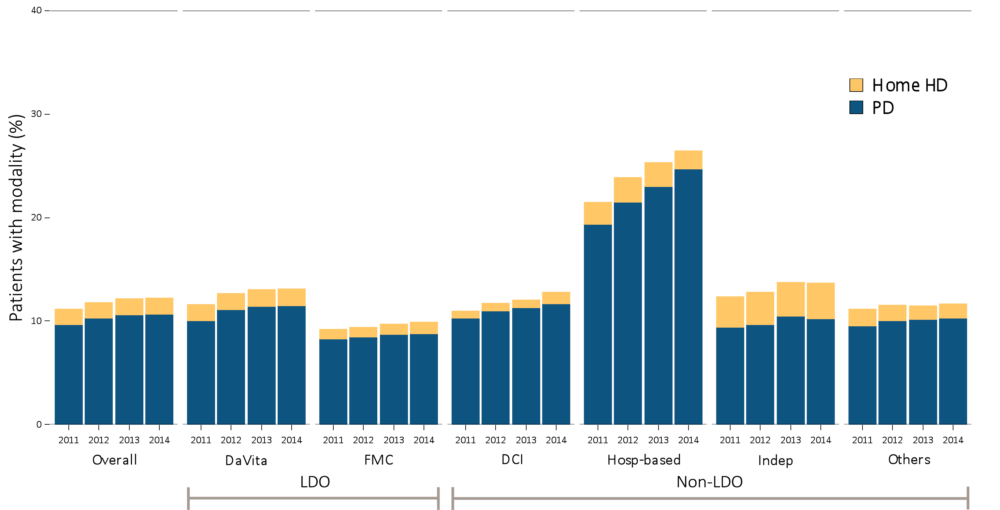 Patients with modality (%)
40
30
20
10
0
Home HD
PD
2011 2012 2013 2014 2011 2012 2013 2014 2011 2012 2013 2014 2011 2012 2013 2014 2011 2012 2013 2014 2011 2012 2013 2014 2011 2012 2013 2014
Overall DaVita FMC DCI Hosp-based Indep Others
LDO Non-LDO